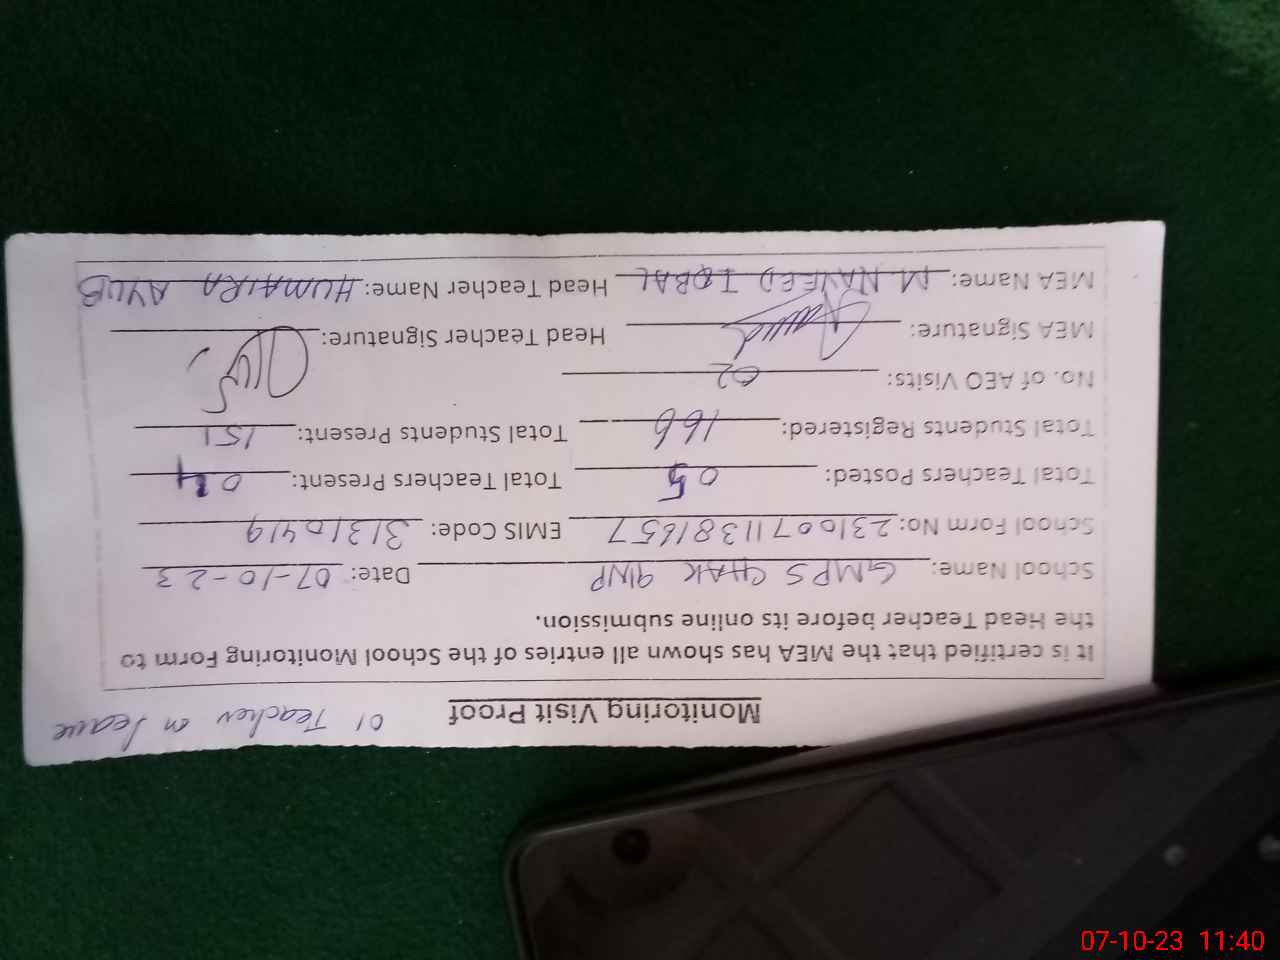 Monitoring Visit Proof 01 Teacher on leave
It is certified that the MEA has shown all entries of the School Monitoring Form to
the Head Teacher before its online submission.
School Name: GMPS CHAK 9NP Date: 07-10-23
School Form No: 23100711381657 EMIS Code: 31310419
Total Teachers Posted: 05 Total Teachers Present: 04
Total Students Registered: 166 Total Students Present: 151
No. of AEO Visits: 02
MEA Signature: Head Teacher Signature:
MEA Name: M. NAVEED IQBAL Head Teacher Name: HUMAIRA AYUB
07-10-23 11:40